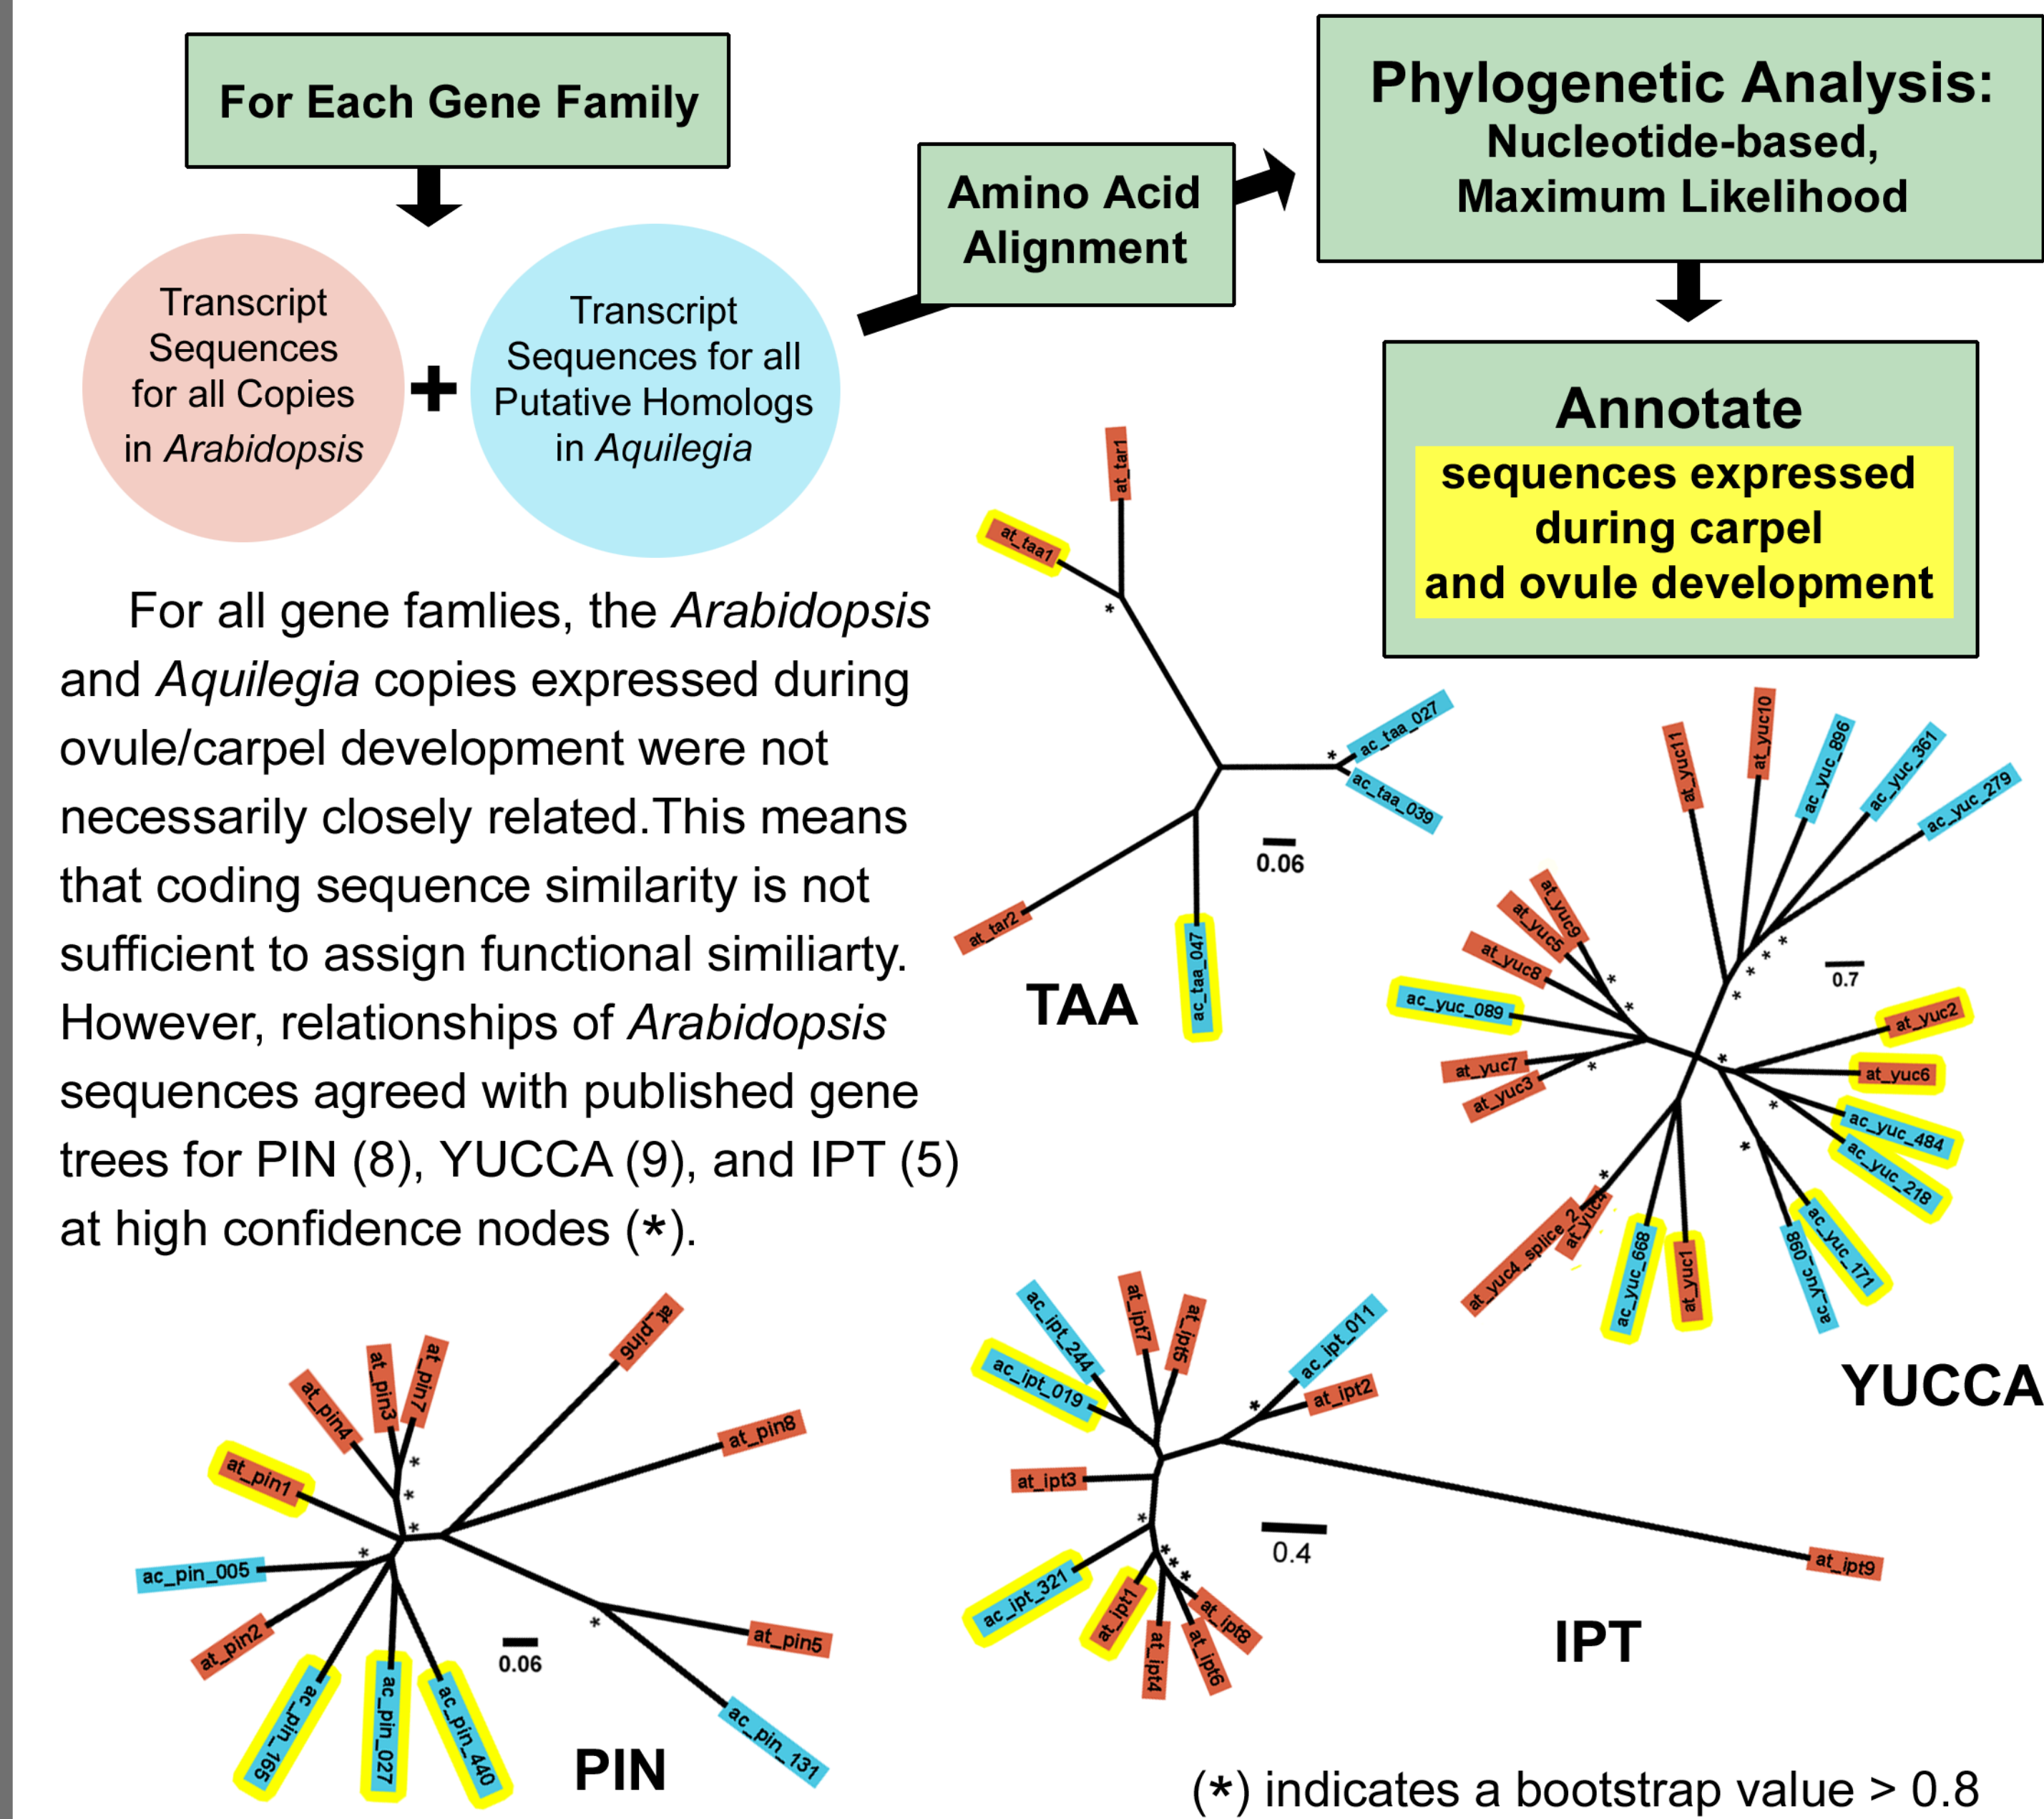 For Each Gene Family
Transcript
Sequences
for all Copies
in Arabidopsis
+
Transcript
Sequences for all
Putative Homologs
in Aquilegia
Amino Acid
Alignment
Phylogenetic Analysis:
Nucleotide-based,
Maximum Likelihood
Annotate
sequences expressed
during carpel
and ovule development
For all gene famlies, the Arabidopsis
and Aquilegia copies expressed during
ovule/carpel development were not
necessarily closely related.This means
that coding sequence similarity is not
sufficient to assign functional similiarty.
However, relationships of Arabidopsis
sequences agreed with published gene
trees for PIN (8), YUCCA (9), and IPT (5)
at high confidence nodes (*).
at_tar1
at_taa1
*
ac_taa_027
*
ac_taa_039
0.06
at_tar2
ac_taa_047
TAA
at_yuc11
at_yuc10
ac_yuc_896
ac_yuc_361
ac_yuc_279
*
*
*
*
0.7
at_yuc9
at_yuc5
at_yuc8
*
*
ac_yuc_089
at_yuc7
at_yuc3
*
at_yuc2
*
at_yuc6
*
ac_yuc_484
ac_yuc_218
*
ac_yuc_171
ac_yuc_098
at_yuc1
ac_yuc_668
*
at_yuc4
at_yuc4_splice_2
YUCCA
at_pin6
at_pin8
at_pin7
at_pin3
at_pin4
*
*
*
at_pin1
*
ac_pin_005
at_pin2
ac_pin_165
ac_pin_027
ac_pin_440
0.06
*
at_pin5
ac_pin_131
PIN
ac_ipt_244
at_ipt7
at_ipt5
ac_ipt_019
ac_ipt_011
*
at_ipt2
at_ipt3
*
0.4
at_ipt9
ac_ipt_321
at_ipt1
*
*
*
at_ipt8
at_ipt6
at_ipt4
IPT
(*) indicates a bootstrap value > 0.8